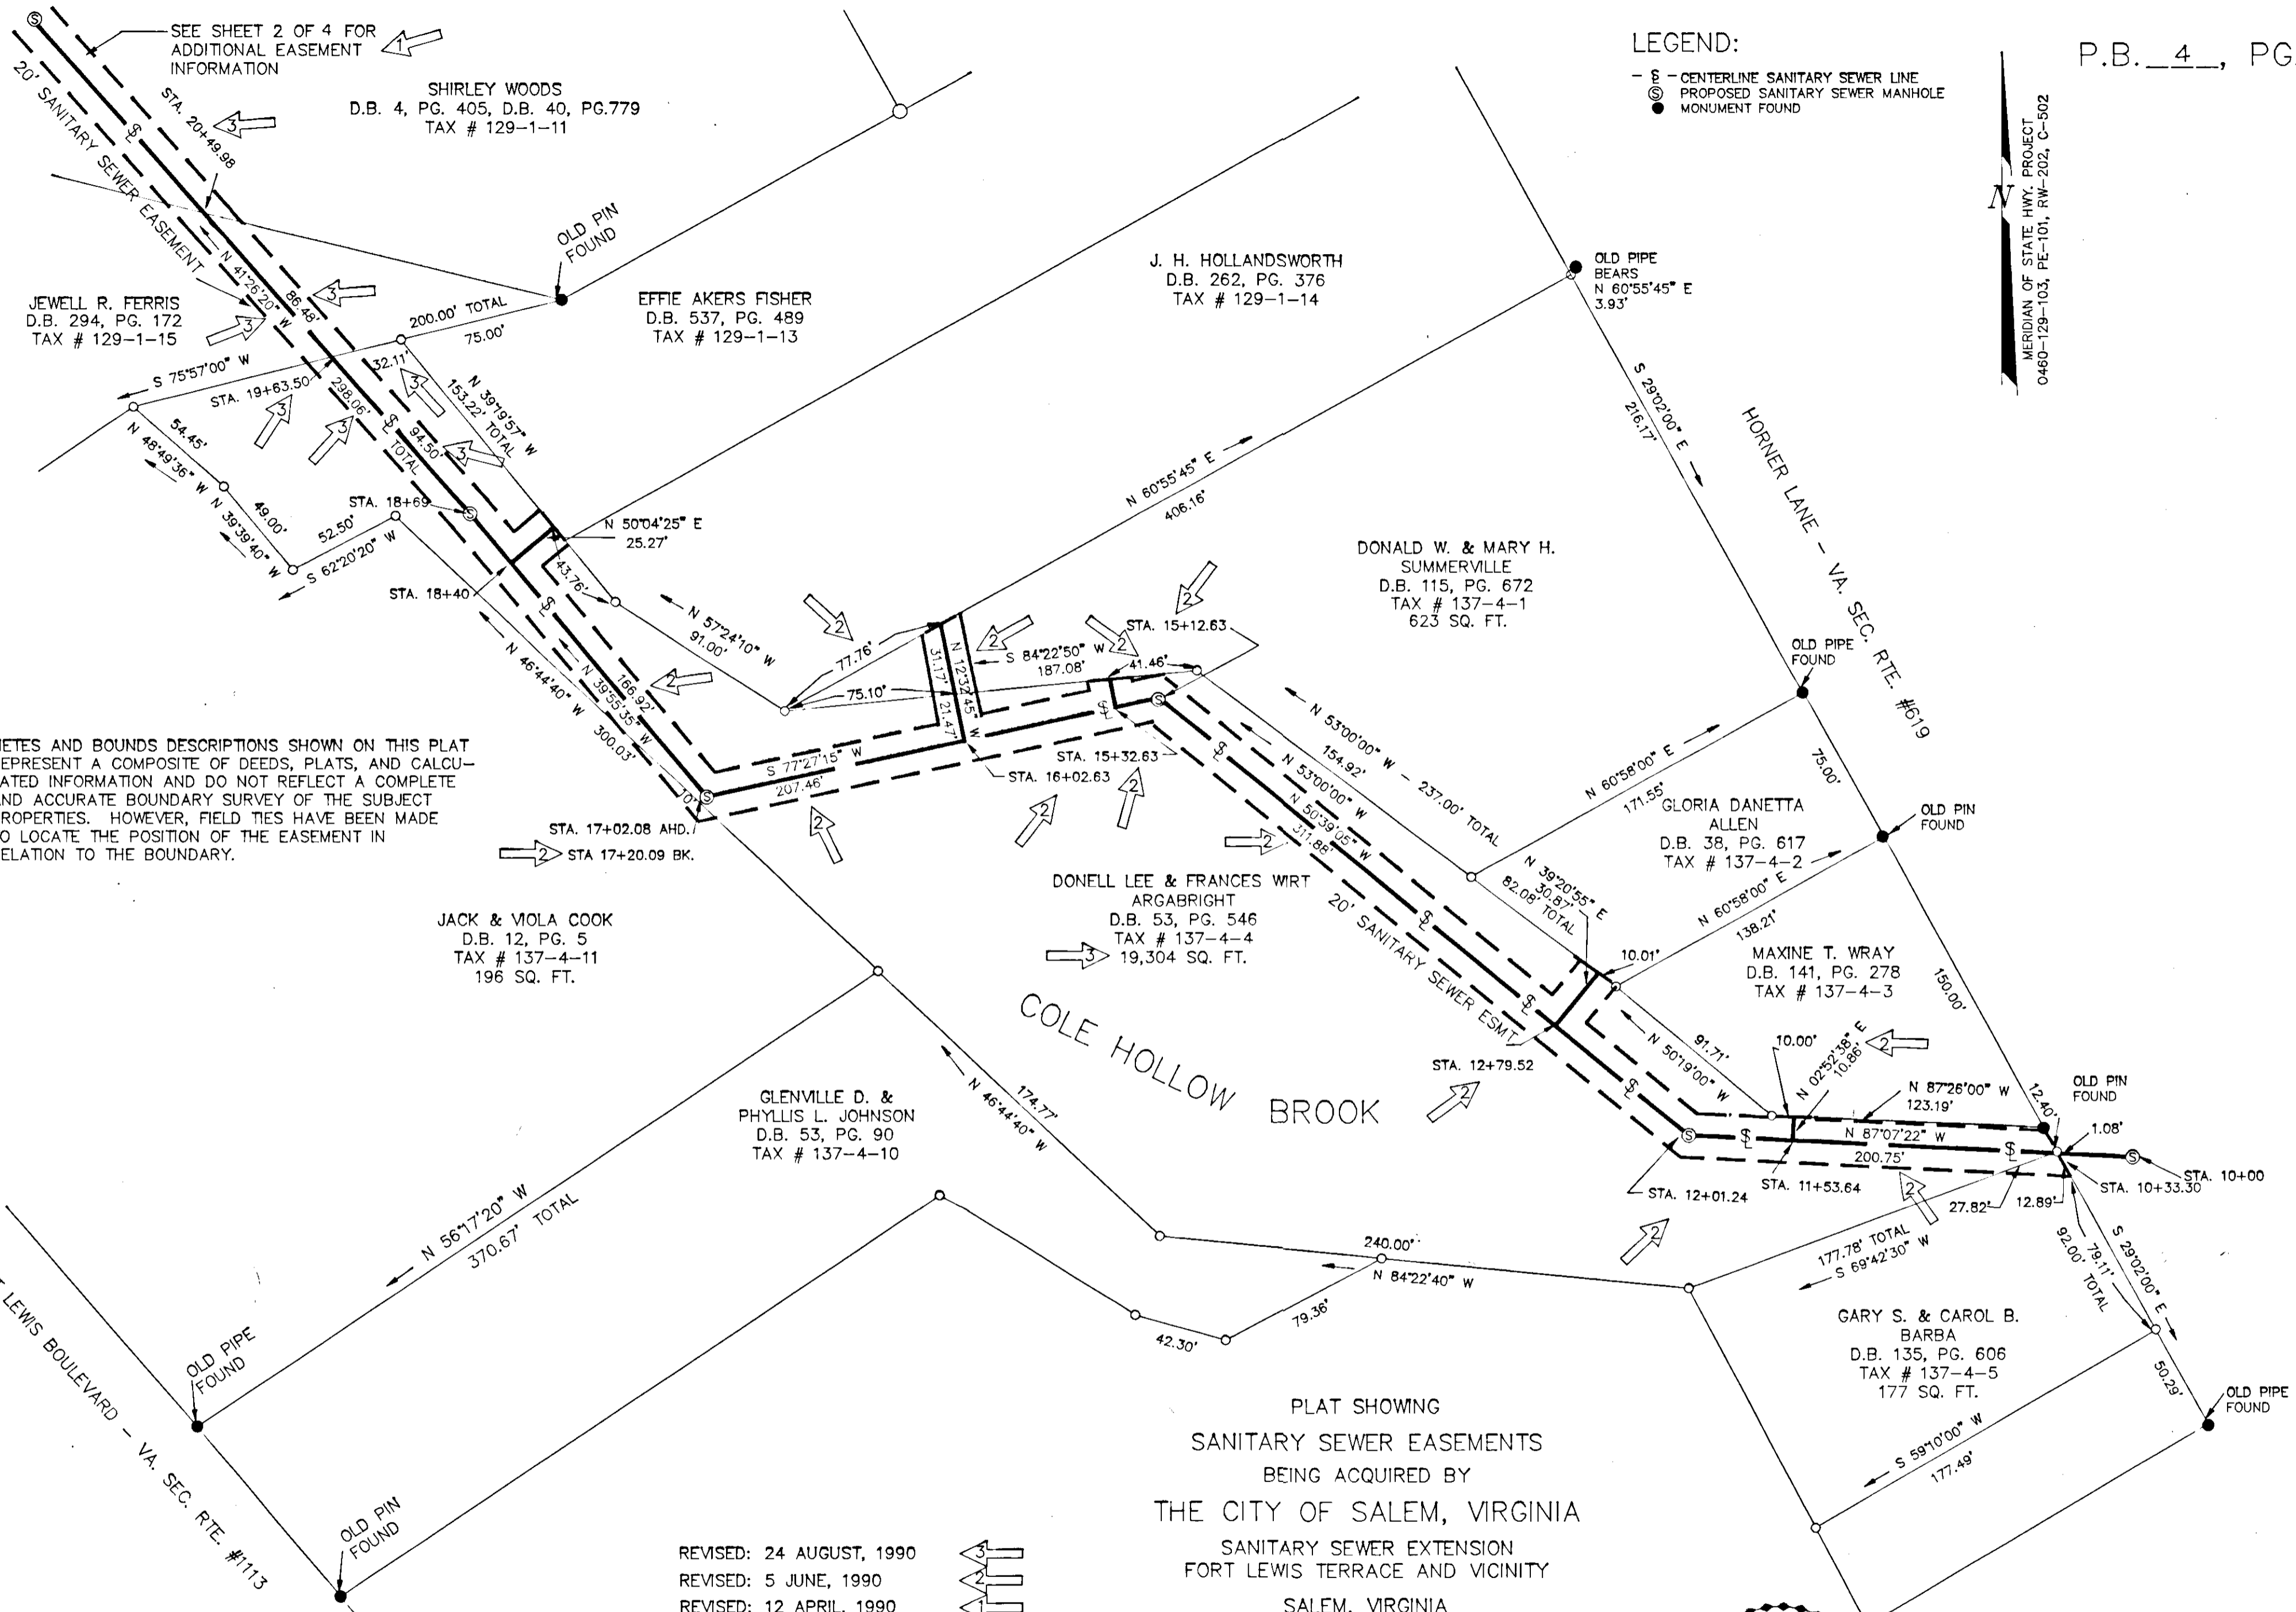 SEE SHEET 2 OF 4 FOR
ADDITIONAL EASEMENT
INFORMATION
1
20' SANITARY SEWER EASEMENT
STA. 20+49.98
3
SHIRLEY WOODS
D.B. 4, PG. 405, D.B. 40, PG.779
TAX # 129-1-11
LEGEND:
CENTERLINE SANITARY SEWER LINE
S PROPOSED SANITARY SEWER MANHOLE
MONUMENT FOUND
P.B. 4, PG.
N
MERIDIAN OF STATE HWY. PROJECT
0460-129-103, PE-101, RW-202, C-502
OLD PIN
FOUND
JEWELL R. FERRIS
D.B. 294, PG. 172
TAX # 129-1-15
3
N 41°26'20" W
86.48'
3
200.00' TOTAL
75.00'
EFFIE AKERS FISHER
D.B. 537, PG. 489
TAX # 129-1-13
J. H. HOLLANDSWORTH
D.B. 262, PG. 376
TAX # 129-1-14
OLD PIPE
BEARS
N 60°55'45" E
3.93'
S 75°57'00" W
STA. 19+63.50
3
32.11'
3
N 39°19'57" W
153.22' TOTAL
298.06' TOTAL
3
94.50'
3
54.45'
N 48°49'36" W
49.00'
N 39°39'40" W
52.50'
S 62°20'20" W
STA. 18+69
N 50°04'25" E
25.27'
43.76'
STA. 18+40
N 57°24'10" W
91.00'
N 60°55'45" E
406.16'
S 29°02'00" E
216.17'
HORNER LANE - VA. SEC. RTE. #619
DONALD W. & MARY H.
SUMMERVILLE
D.B. 115, PG. 672
TAX # 137-4-1
623 SQ. FT.
2
77.76'
2
2
2
STA. 15+12.63
S 84°22'50" W
187.08'
41.46'
75.10'
31.17'
21.47'
N 12°32'45" W
N 46°44'40" W
300.03'
N 39°55'35" W
166.92'
2
S 77°27'15" W
207.46'
10'
STA. 15+32.63
STA. 16+02.63
2
2
2
STA. 17+02.08 AHD.
2 STA 17+20.09 BK.
ETES AND BOUNDS DESCRIPTIONS SHOWN ON THIS PLAT
EPRESENT A COMPOSITE OF DEEDS, PLATS, AND CALCU-
ATED INFORMATION AND DO NOT REFLECT A COMPLETE
ND ACCURATE BOUNDARY SURVEY OF THE SUBJECT
ROPERTIES. HOWEVER, FIELD TIES HAVE BEEN MADE
O LOCATE THE POSITION OF THE EASEMENT IN
ELATION TO THE BOUNDARY.
OLD PIPE
FOUND
N 53°00'00" W - 237.00' TOTAL
154.92'
N 53°00'00" W
N 50°39'05" W
311.88'
2
N 60°58'00" E
171.55'
75.00'
GLORIA DANETTA
ALLEN
D.B. 38, PG. 617
TAX # 137-4-2
OLD PIN
FOUND
N 60°58'00" E
138.21'
N 39°20'55" E
30.87'
82.08' TOTAL
10.01'
DONELL LEE & FRANCES WIRT
ARGABRIGHT
D.B. 53, PG. 546
TAX # 137-4-4
3 19,304 SQ. FT.
20' SANITARY SEWER ESMT
JACK & VIOLA COOK
D.B. 12, PG. 5
TAX # 137-4-11
196 SQ. FT.
MAXINE T. WRAY
D.B. 141, PG. 278
TAX # 137-4-3
150.00'
COLE HOLLOW BROOK
STA. 12+79.52
2
N 50°19'00" W
91.71'
10.00'
N 02°52'38" E
10.86'
2
N 87°26'00" W
123.19'
12.40'
OLD PIN
FOUND
1.08'
N 87°07'22" W
200.75'
STA. 10+00
STA. 10+33.30
STA. 12+01.24
2
STA. 11+53.64
2
27.82'
12.89'
GLENVILLE D. &
PHYLLIS L. JOHNSON
D.B. 53, PG. 90
TAX # 137-4-10
174.77'
N 46°44'40" W
N 56°17'20" W
370.67' TOTAL
240.00'
N 84°22'40" W
79.36'
42.30'
177.78' TOTAL
S 69°42'30" W
79.11'
92.00' TOTAL
S 29°02'00" E
GARY S. & CAROL B.
BARBA
D.B. 135, PG. 606
TAX # 137-4-5
177 SQ. FT.
50.29'
OLD PIPE
FOUND
S 59°10'00" W
177.49'
LEWIS BOULEVARD - VA. SEC. RTE. #1113
OLD PIPE
FOUND
OLD PIN
FOUND
PLAT SHOWING
SANITARY SEWER EASEMENTS
BEING ACQUIRED BY
THE CITY OF SALEM, VIRGINIA
SANITARY SEWER EXTENSION
FORT LEWIS TERRACE AND VICINITY
SALEM, VIRGINIA
REVISED: 24 AUGUST, 1990 3
REVISED: 5 JUNE, 1990 2
REVISED: 12 APRIL, 1990 1